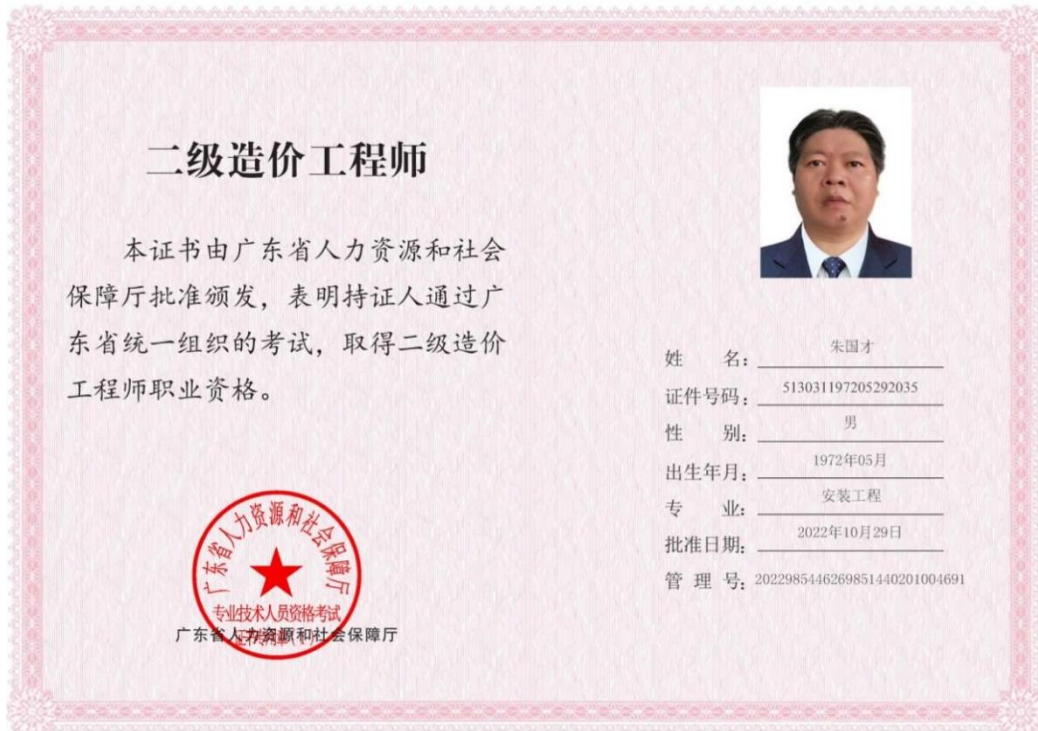 二级造价工程师
本证书由广东省人力资源和社会
保障厅批准颁发，表明持证人通过广
东省统一组织的考试，取得二级造价
工程师职业资格。
广东省人力资源和社会保障厅
专业技术人员资格考试
广东省人力资源和社会保障厅
姓 名：朱国才
证件号码：513031197205292035
性 别：男
出生年月：1972年05月
专 业：安装工程
批准日期：2022年10月29日
管 理 号：20229854462698514402010​04691